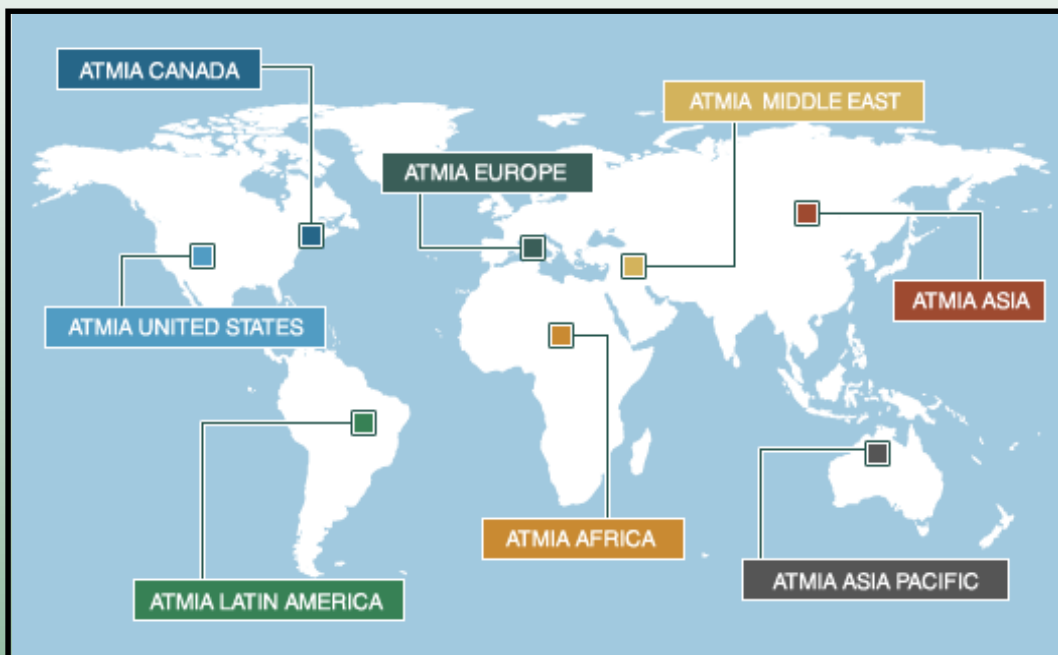 ATMIA CANADA
ATMIA MIDDLE EAST
ATMIA EUROPE
ATMIA ASIA
ATMIA UNITED STATES
ATMIA AFRICA
ATMIA ASIA PACIFIC
ATMIA LATIN AMERICA